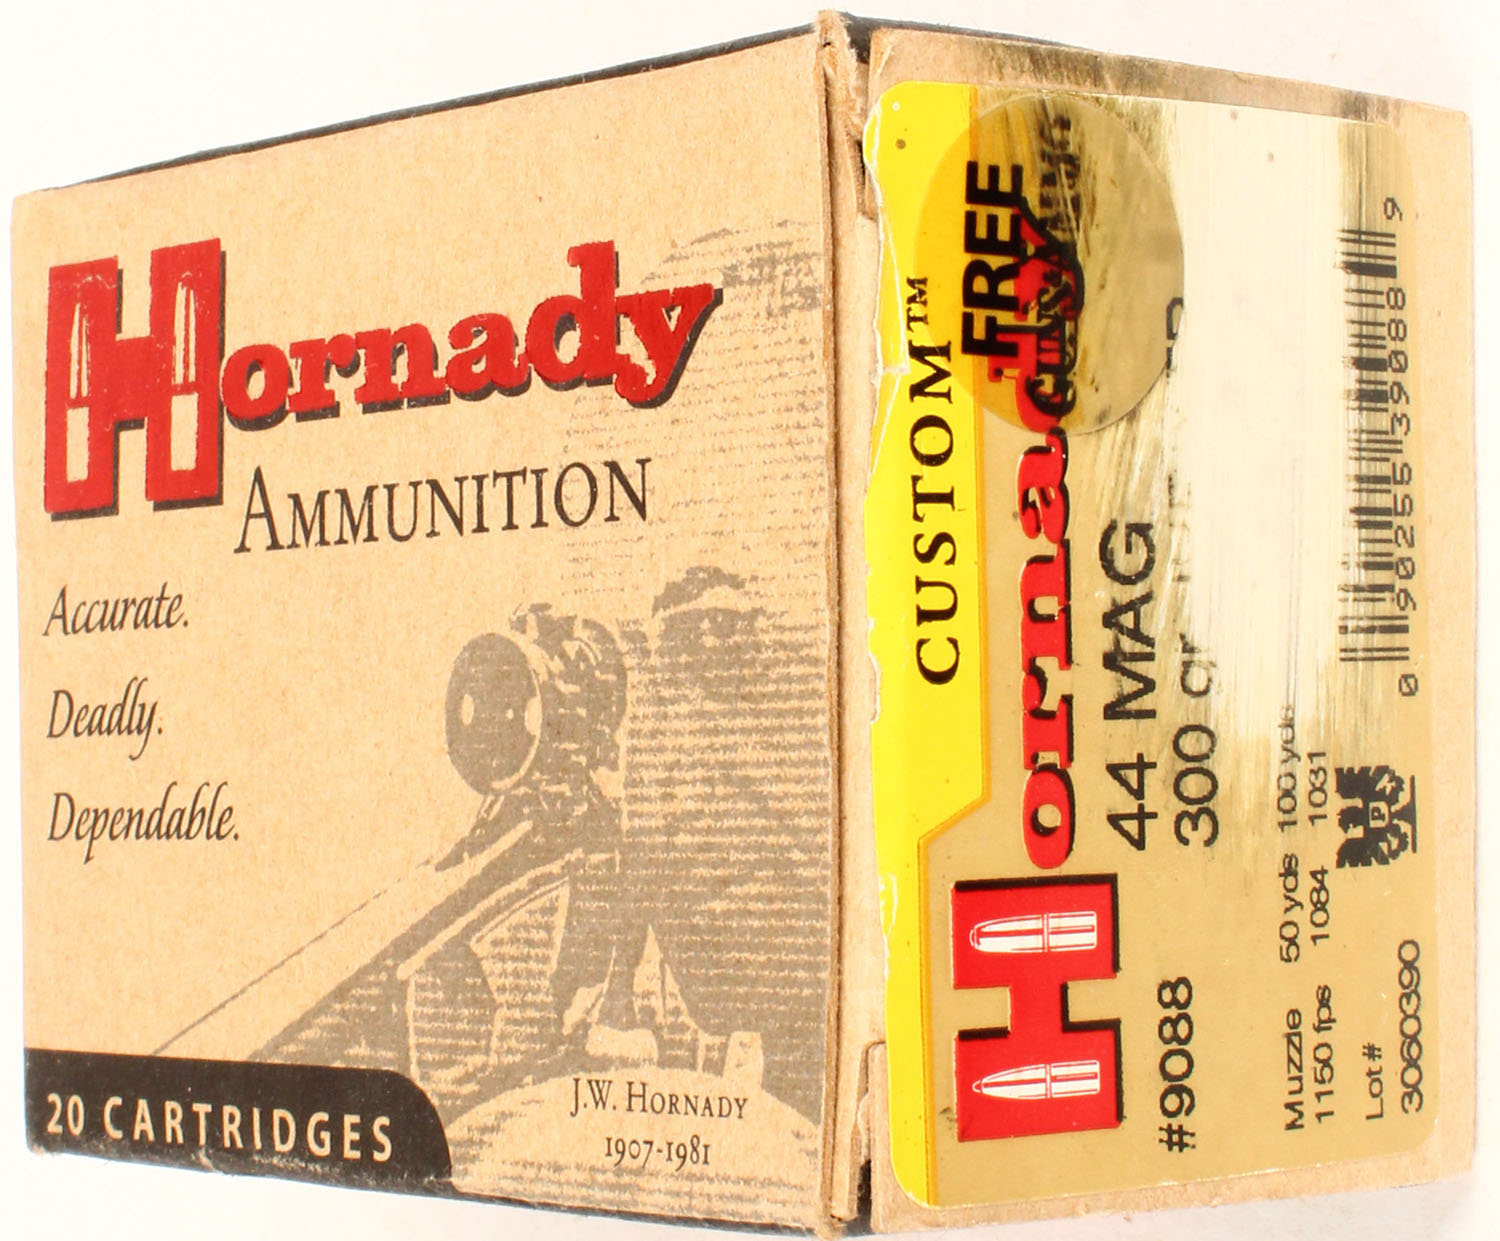 Hornady
AMMUNITION
Accurate.
Deadly.
Dependable.
20 CARTRIDGES
J.W. HORNADY
1907-1981
CUSTOM™
FREE
Hornady
44 MAG
300 gr
#9088
Muzzle 50 yds 100 yds
1150 fps 1084 1031
Lot#
3060390
0 90255 39088 9
P